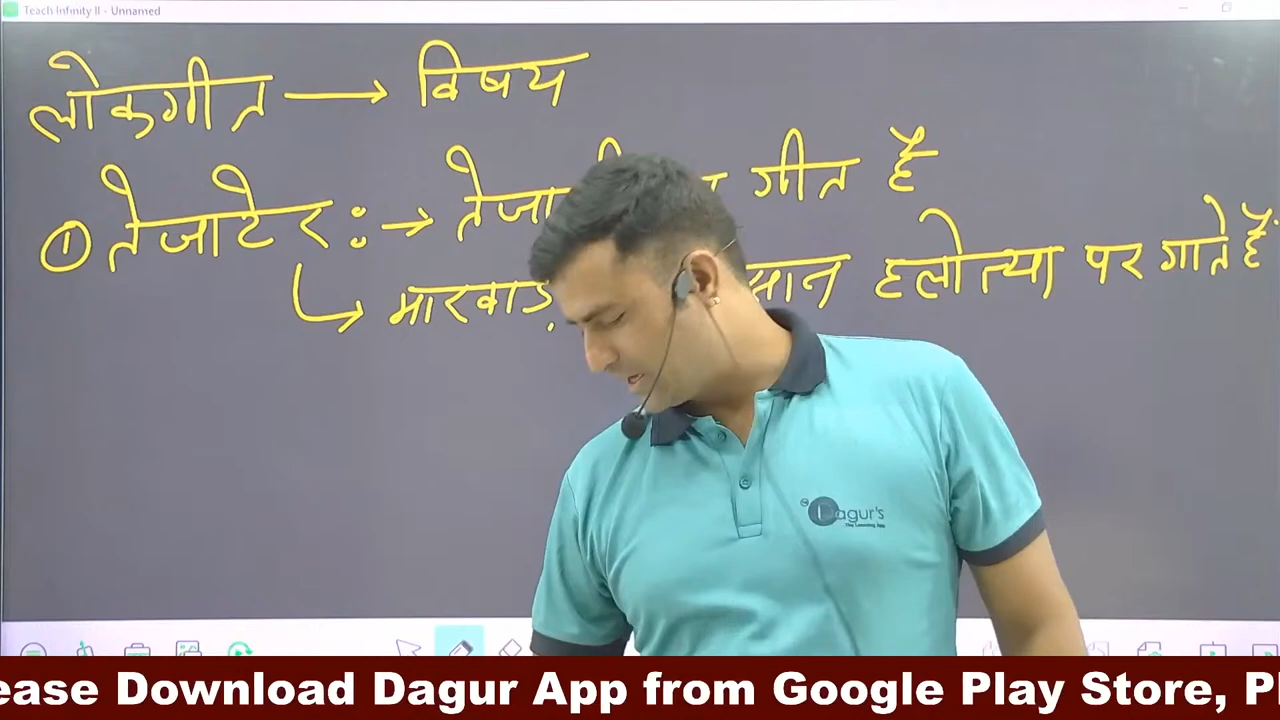 Teach Infinity II - Unnamed
लोकगीत → विषय
① तेजाटेर :→ तेजा गीत है
↳ मारवाड़ हलोत्या पर गाते हैं
Dagur's
The Learning App
ease Download Dagur App from Google Play Store, P